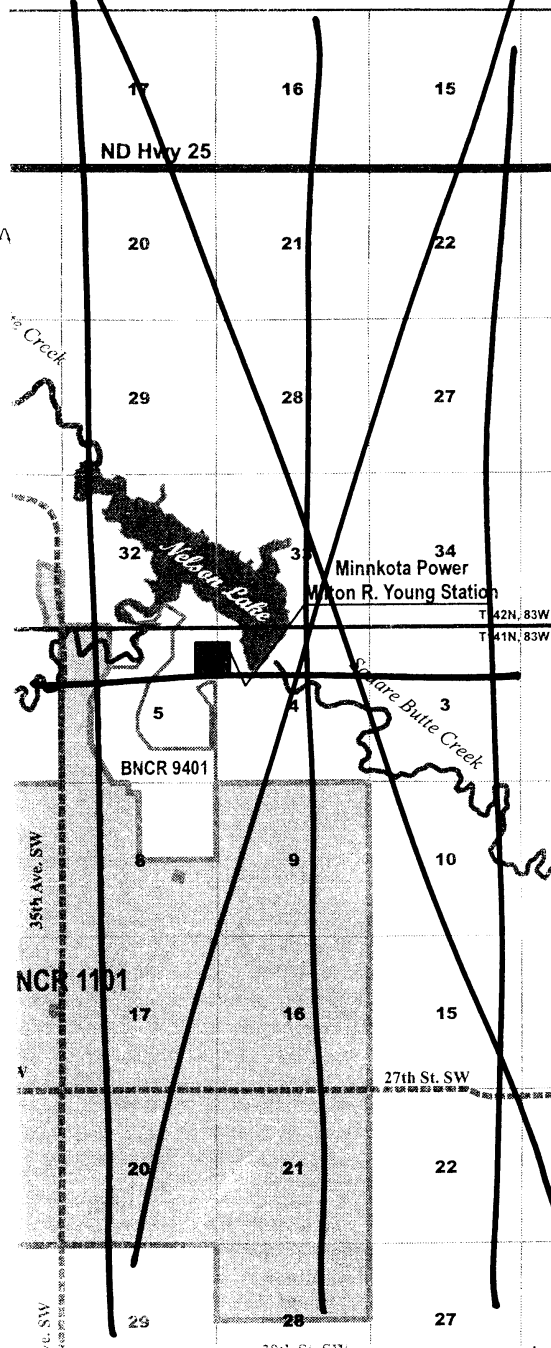 17 16 15
ND Hwy 25
20 21 22
Creek
29 28 27
32 33 34
Nelson Lake
Minnkota Power
Milton R. Young Station
T142N, 83W
T141N, 83W
5 4 3
Square Butte Creek
BNCR 9401
8 9 10
35th Ave. SW
NCR 1101
17 16 15
27th St. SW
20 21 22
29 28 27